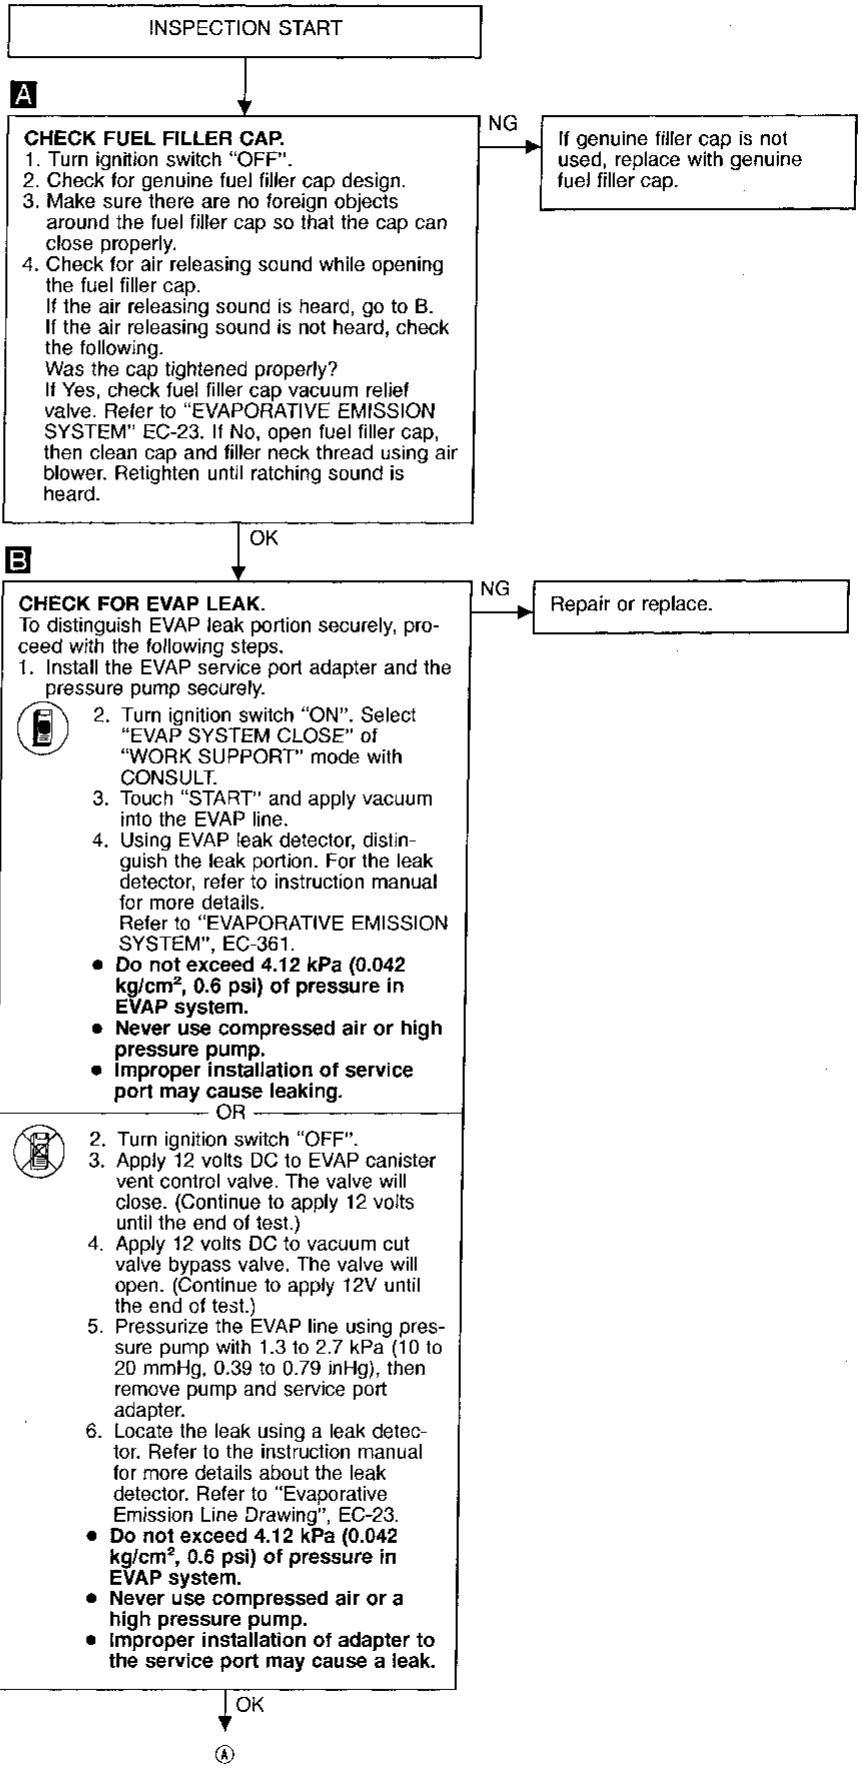 INSPECTION START
A
CHECK FUEL FILLER CAP.
1. Turn ignition switch “OFF”.
2. Check for genuine fuel filler cap design.
3. Make sure there are no foreign objects
around the fuel filler cap so that the cap can
close properly.
4. Check for air releasing sound while opening
the fuel filler cap.
If the air releasing sound is heard, go to B.
If the air releasing sound is not heard, check
the following.
Was the cap tightened properly?
If Yes, check fuel filler cap vacuum relief
valve. Refer to “EVAPORATIVE EMISSION
SYSTEM” EC-23. If No, open fuel filler cap,
then clean cap and filler neck thread using air
blower. Retighten until ratching sound is
heard.
NG
If genuine filler cap is not
used, replace with genuine
fuel filler cap.
OK
B
CHECK FOR EVAP LEAK.
To distinguish EVAP leak portion securely, pro-
ceed with the following steps.
1. Install the EVAP service port adapter and the
pressure pump securely.
2. Turn ignition switch “ON”. Select
“EVAP SYSTEM CLOSE” of
“WORK SUPPORT” mode with
CONSULT.
3. Touch “START” and apply vacuum
into the EVAP line.
4. Using EVAP leak detector, distin-
guish the leak portion. For the leak
detector, refer to instruction manual
for more details.
Refer to “EVAPORATIVE EMISSION
SYSTEM”, EC-361.
● Do not exceed 4.12 kPa (0.042
kg/cm², 0.6 psi) of pressure in
EVAP system.
● Never use compressed air or high
pressure pump.
● Improper installation of service
port may cause leaking.
NG
Repair or replace.
OR
2. Turn ignition switch “OFF”.
3. Apply 12 volts DC to EVAP canister
vent control valve. The valve will
close. (Continue to apply 12 volts
until the end of test.)
4. Apply 12 volts DC to vacuum cut
valve bypass valve. The valve will
open. (Continue to apply 12V until
the end of test.)
5. Pressurize the EVAP line using pres-
sure pump with 1.3 to 2.7 kPa (10 to
20 mmHg, 0.39 to 0.79 inHg), then
remove pump and service port
adapter.
6. Locate the leak using a leak detec-
tor. Refer to the instruction manual
for more details about the leak
detector. Refer to “Evaporative
Emission Line Drawing”, EC-23.
● Do not exceed 4.12 kPa (0.042
kg/cm², 0.6 psi) of pressure in
EVAP system.
● Never use compressed air or a
high pressure pump.
● Improper installation of adapter to
the service port may cause a leak.
OK
Ⓐ